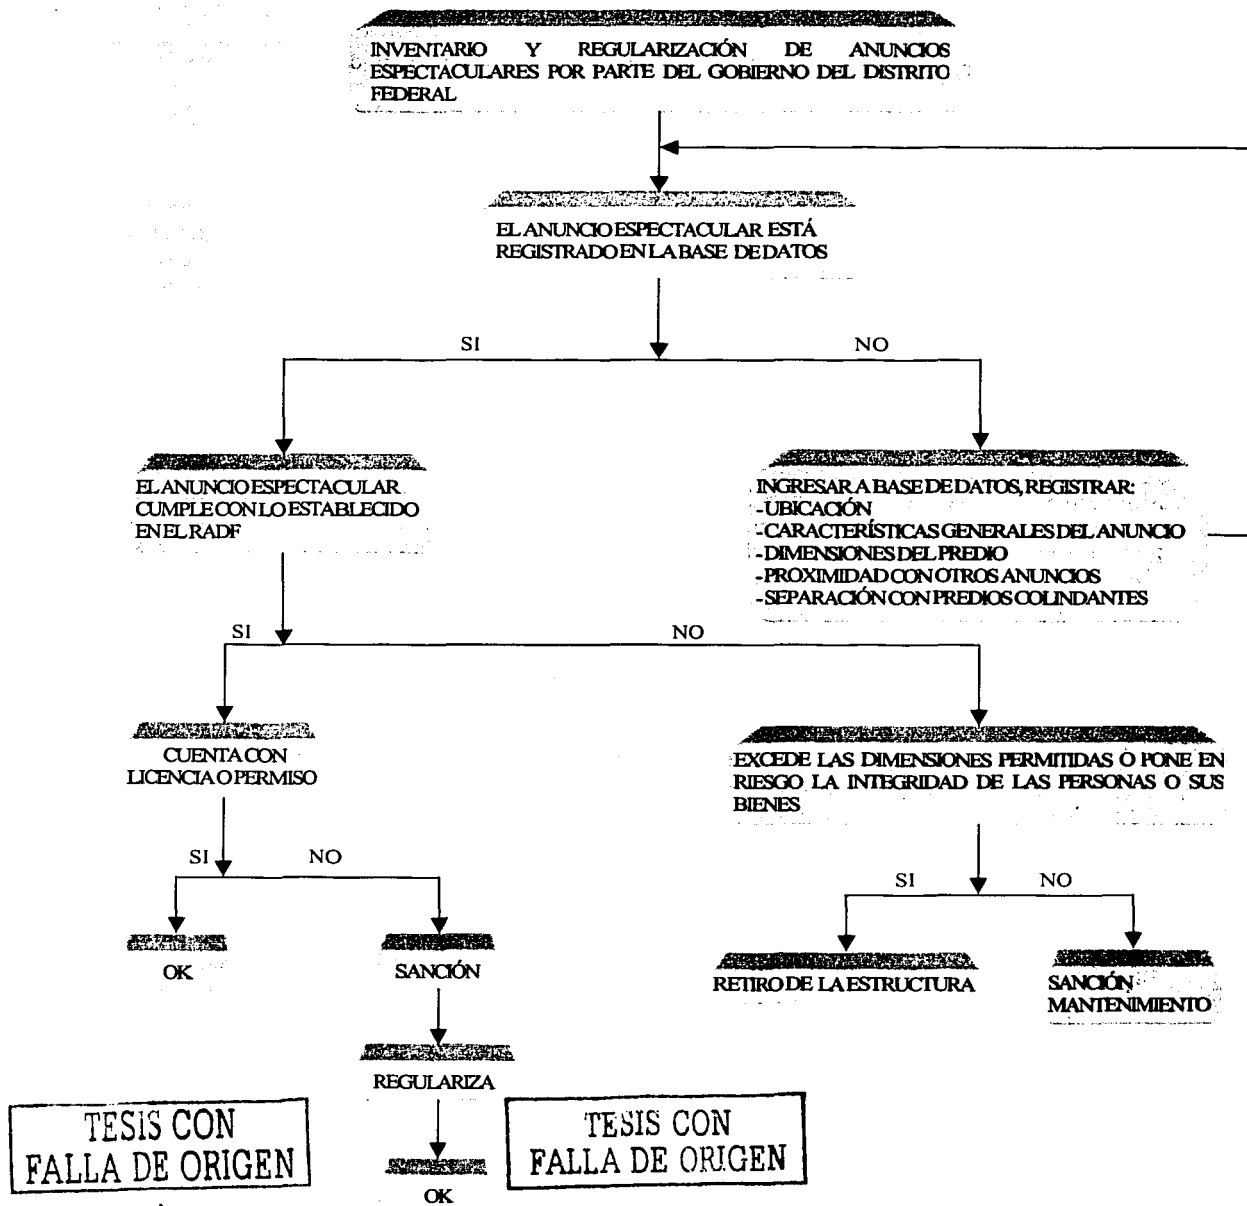 INVENTARIO Y REGULARIZACIÓN DE ANUNCIOS
ESPECTACULARES POR PARTE DEL GOBIERNO DEL DISTRITO
FEDERAL
EL ANUNCIO ESPECTACULAR ESTÁ
REGISTRADO EN LA BASE DE DATOS
SI
NO
EL ANUNCIO ESPECTACULAR
CUMPLE CON LO ESTABLECIDO
EN EL RADF
INGRESAR A BASE DE DATOS, REGISTRAR:
- UBICACIÓN
- CARACTERÍSTICAS GENERALES DEL ANUNCIO
- DIMENSIONES DEL PREDIO
- PROXIMIDAD CON OTROS ANUNCIOS
- SEPARACIÓN CON PREDIOS COLINDANTES
SI
NO
CUENTA CON
LICENCIA O PERMISO
EXCEDE LAS DIMENSIONES PERMITIDAS O PONE EN
RIESGO LA INTEGRIDAD DE LAS PERSONAS O SUS
BIENES
SI
NO
SI
NO
OK
SANCIÓN
RETIRO DE LA ESTRUCTURA
SANCIÓN
MANTENIMIENTO
REGULARIZA
OK
TESIS CON
FALLA DE ORIGEN
TESIS CON
FALLA DE ORIGEN